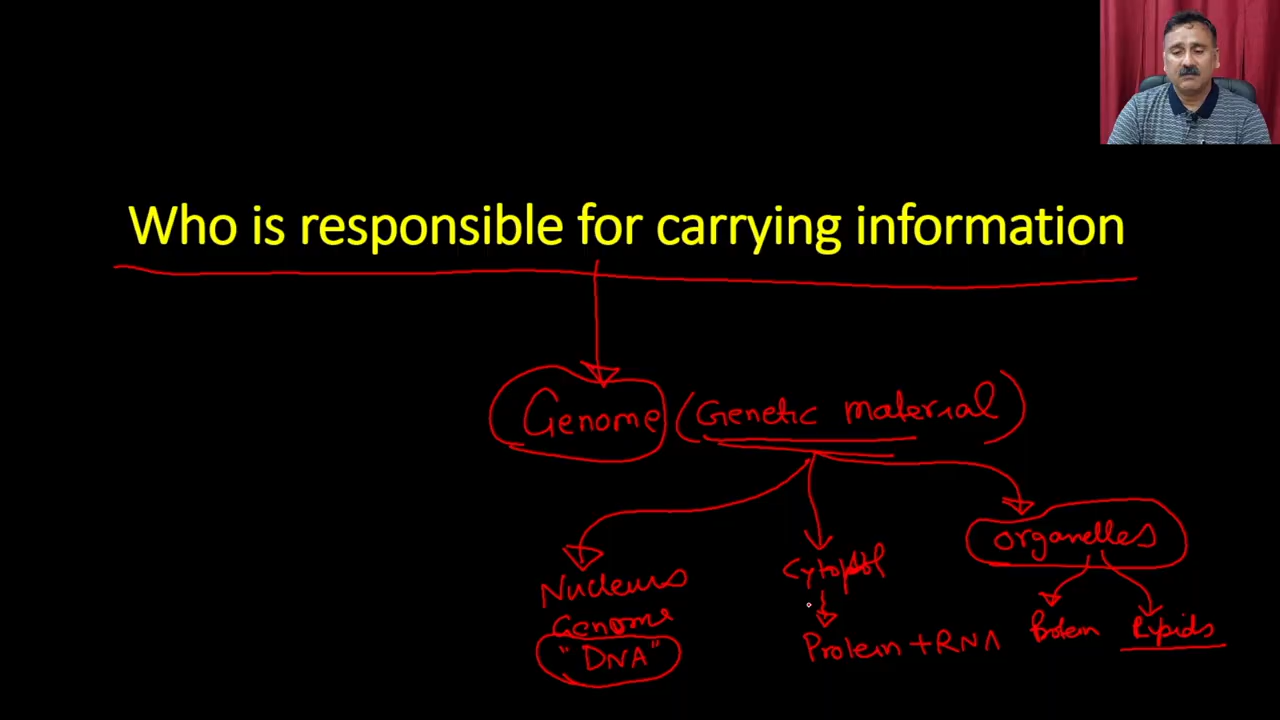 Who is responsible for carrying information
Genome (Genetic material)
Nucleus
Genome
"DNA"
Organelles
Protein + RNA
Protein
Lipids